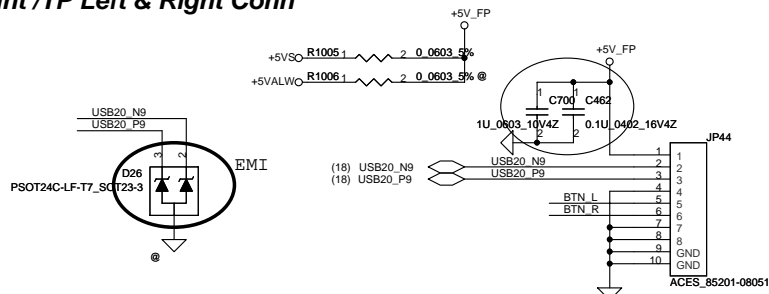 /TP Left & Right Conn
+5V_FP
+5VS R1005 1 2 0_0603_5%
+5VALW R1006 1 2 0_0603_5% @
+5V_FP
1
1
C700 C462
1U_0603_10V4Z 0.1U_0402_16V4Z
2
2
USB20_N9
USB20_P9
3
2
D26
PSOT24C-LF-T7_SOT23-3
EMI
@
JP44
(18) USB20_N9 USB20_N9
(18) USB20_P9 USB20_P9
BTN_L
BTN_R
1 1
2 2
3 3
4 4
5 5
6 6
7 7
8 8
9 GND
10 GND
ACES_85201-08051